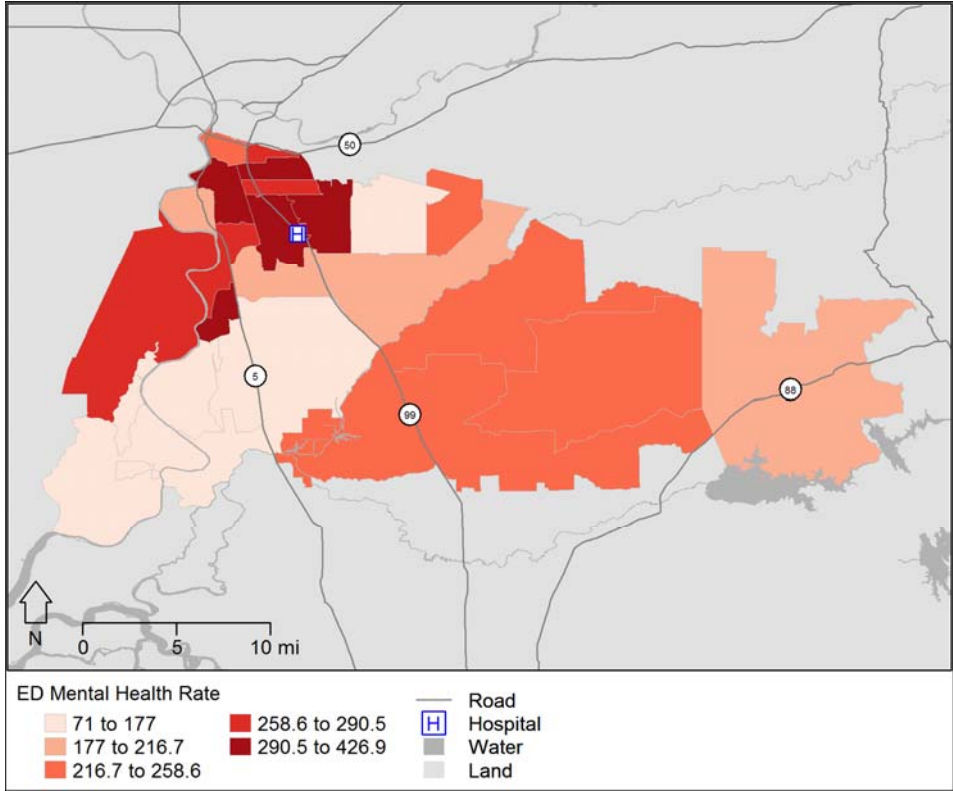 50
5
99
88
N
0 5 10 mi
ED Mental Health Rate
71 to 177
177 to 216.7
216.7 to 258.6
258.6 to 290.5
290.5 to 426.9
Road
H Hospital
Water
Land
H